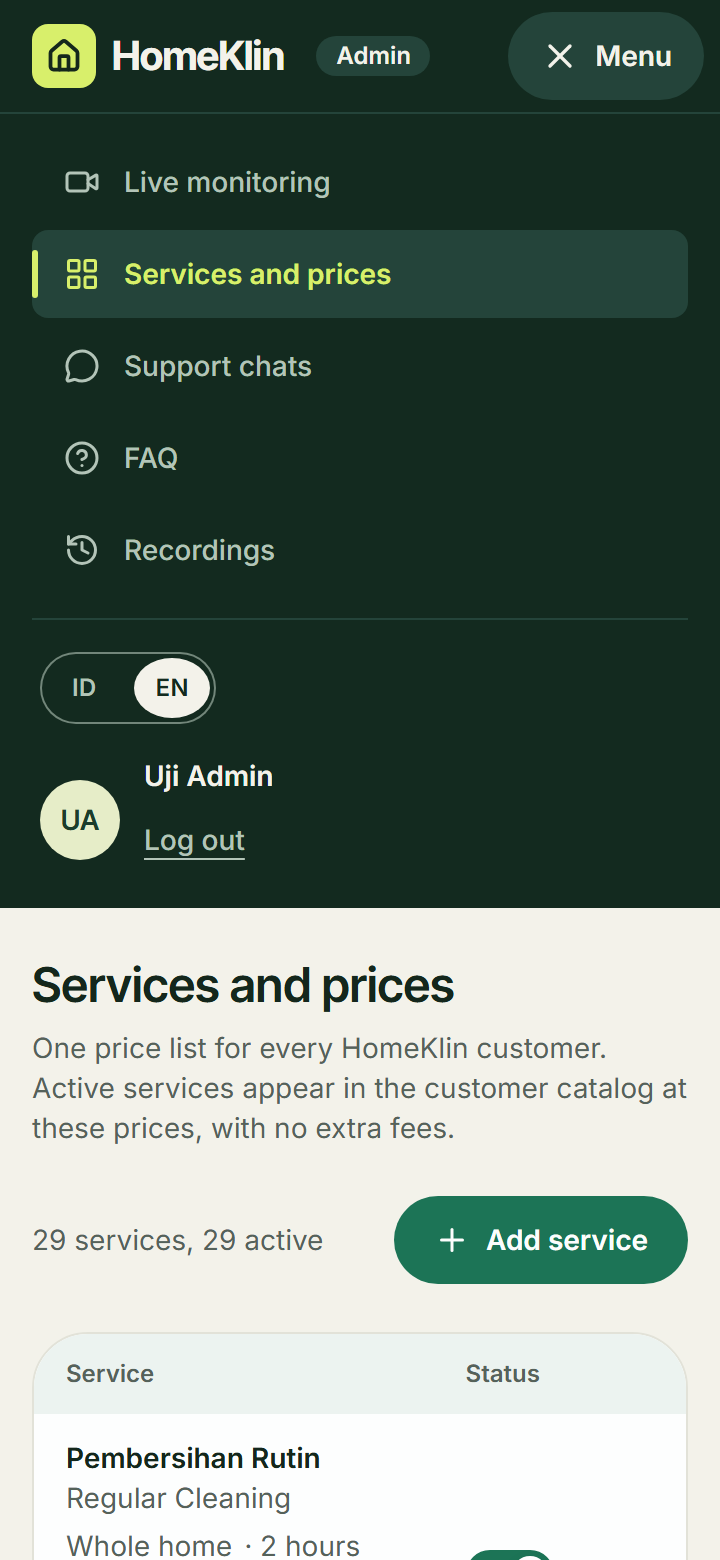 HomeKlin
Admin
Menu
Live monitoring
Services and prices
Support chats
FAQ
Recordings
ID
EN
UA
Uji Admin
Log out
Services and prices
One price list for every HomeKlin customer.
Active services appear in the customer catalog at
these prices, with no extra fees.
29 services, 29 active
Add service
Service
Status
Pembersihan Rutin
Regular Cleaning
Whole home · 2 hours